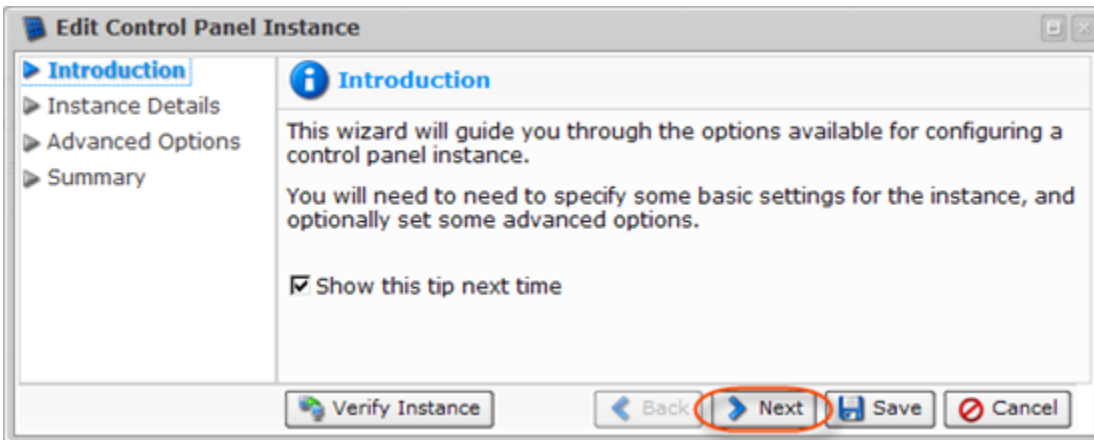 Edit Control Panel Instance
Introduction
Instance Details
Advanced Options
Summary
Introduction
This wizard will guide you through the options available for configuring a
control panel instance.
You will need to need to specify some basic settings for the instance, and
optionally set some advanced options.
Show this tip next time
Verify Instance
Back
Next
Save
Cancel